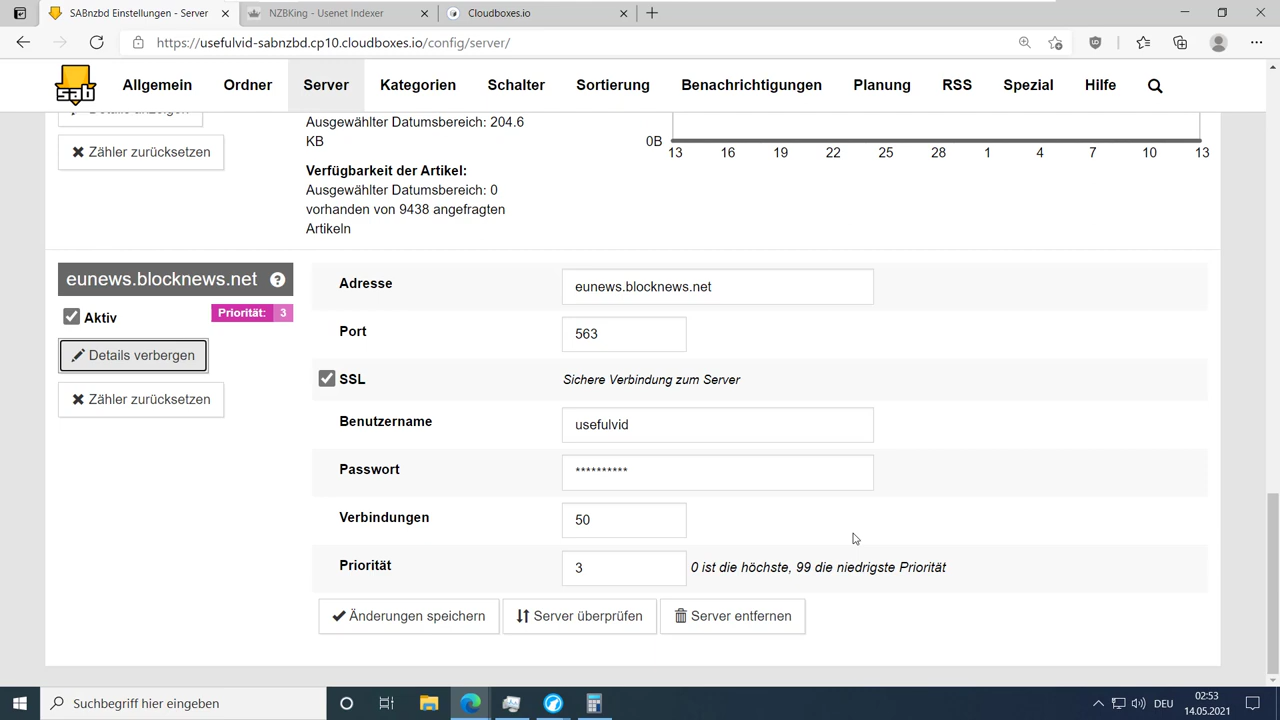 SABnzbd Einstellungen - Server
NZBKing - Usenet Indexer
Cloudboxes.io
https://usefulvid-sabnzbd.cp10.cloudboxes.io/config/server/
sab
Allgemein
Ordner
Server
Kategorien
Schalter
Sortierung
Benachrichtigungen
Planung
RSS
Spezial
Hilfe
Details anzeigen
Zähler zurücksetzen
Ausgewählter Datumsbereich: 204.6
KB
Verfügbarkeit der Artikel:
Ausgewählter Datumsbereich: 0
vorhanden von 9438 angefragten
Artikeln
0B
13 16 19 22 25 28 1 4 7 10 13
eunews.blocknews.net ?
Aktiv
Priorität: 3
Details verbergen
Zähler zurücksetzen
Adresse
eunews.blocknews.net
Port
563
SSL
Sichere Verbindung zum Server
Benutzername
usefulvid
Passwort
**********
Verbindungen
50
Priorität
3
0 ist die höchste, 99 die niedrigste Priorität
Änderungen speichern
Server überprüfen
Server entfernen
Suchbegriff hier eingeben
DEU
02:53
14.05.2021